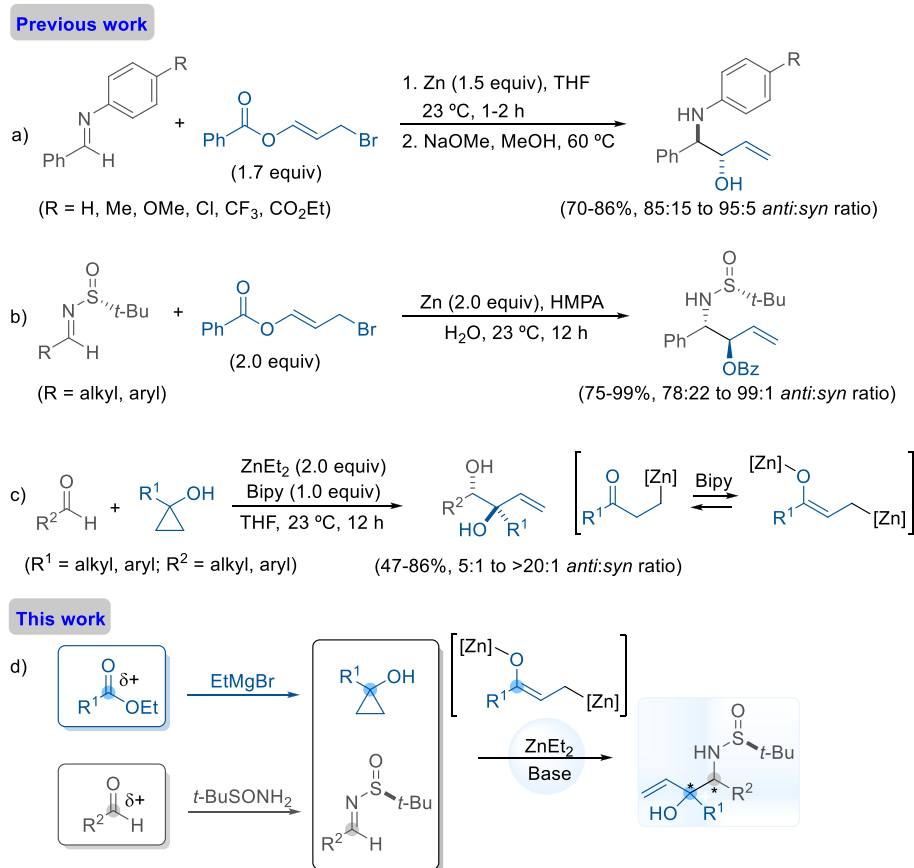 Previous work
a)
R
N
Ph
H
+
O
Ph
O
Br
(1.7 equiv)
1. Zn (1.5 equiv), THF
23 ºC, 1-2 h
2. NaOMe, MeOH, 60 ºC
R
HN
Ph
OH
(R = H, Me, OMe, Cl, CF3, CO2Et)
(70-86%, 85:15 to 95:5 anti:syn ratio)
b)
O
S
N
t-Bu
R
H
+
O
Ph
O
Br
(2.0 equiv)
Zn (2.0 equiv), HMPA
H2O, 23 ºC, 12 h
O
S
HN
t-Bu
Ph
OBz
(R = alkyl, aryl)
(75-99%, 78:22 to 99:1 anti:syn ratio)
c)
O
R2
H
+
R1
OH
ZnEt2 (2.0 equiv)
Bipy (1.0 equiv)
THF, 23 ºC, 12 h
OH
R2
HO
R1
O
[Zn]
R1
Bipy
[Zn]
O
R1
[Zn]
(R1 = alkyl, aryl; R2 = alkyl, aryl)
(47-86%, 5:1 to >20:1 anti:syn ratio)
This work
d)
O
δ+
R1
OEt
EtMgBr
R1
OH
[Zn]
O
R1
[Zn]
O
δ+
R2
H
t-BuSONH2
O
S
N
t-Bu
R2
H
ZnEt2
Base
O
S
HN
t-Bu
*
*
R2
HO
R1